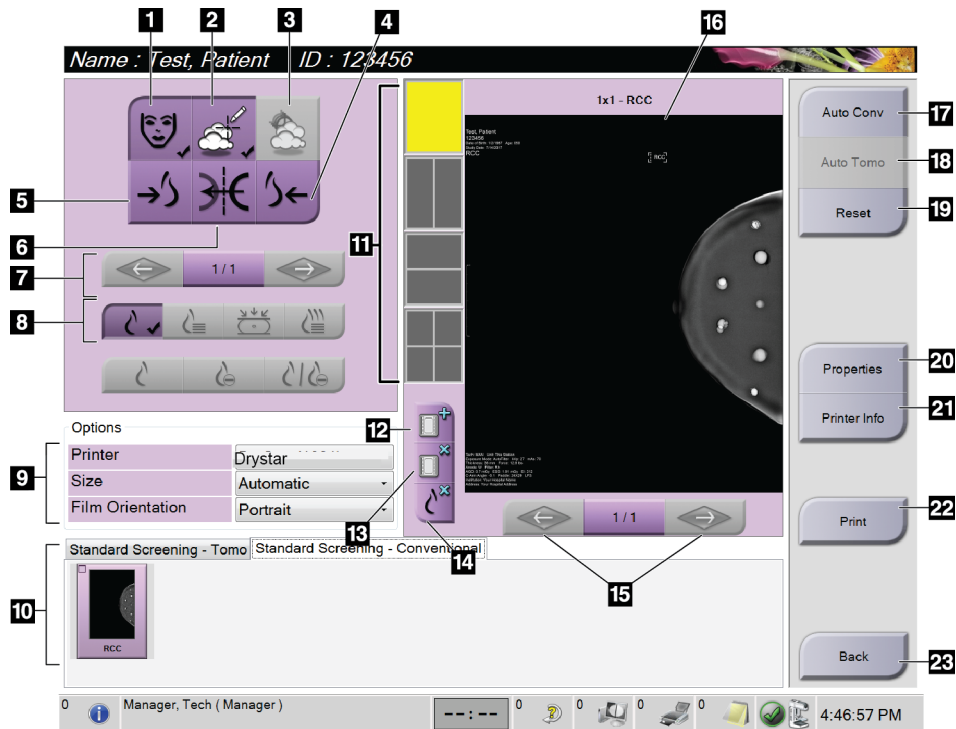 1
2
3
4
16
Name : Test, Patient ID : 123456
1x1 - RCC
Auto Conv
17
Test, Patient
123456
RCC
RCC
Auto Tomo
18
5
Reset
19
6
11
7
1 / 1
8
Properties
20
12
Printer Info
21
Options
9
Printer
Drystar
Size
Automatic
Film Orientation
Portrait
13
1 / 1
Print
22
14
Standard Screening - Tomo
Standard Screening - Conventional
15
10
RCC
Back
23
0
Manager, Tech ( Manager )
--:--
0
0
0
0
4:46:57 PM